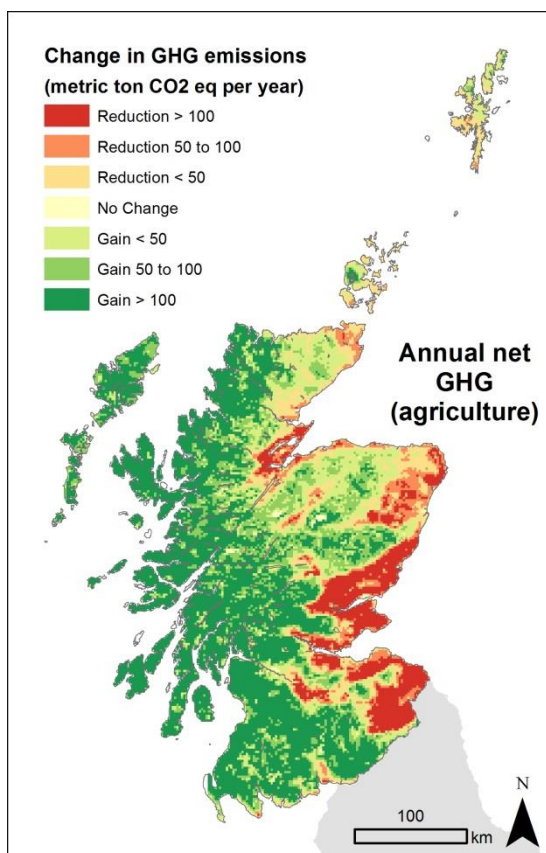 Change in GHG emissions
(metric ton CO2 eq per year)
Reduction > 100
Reduction 50 to 100
Reduction < 50
No Change
Gain < 50
Gain 50 to 100
Gain > 100
Annual net
GHG
(agriculture)
N
100
km